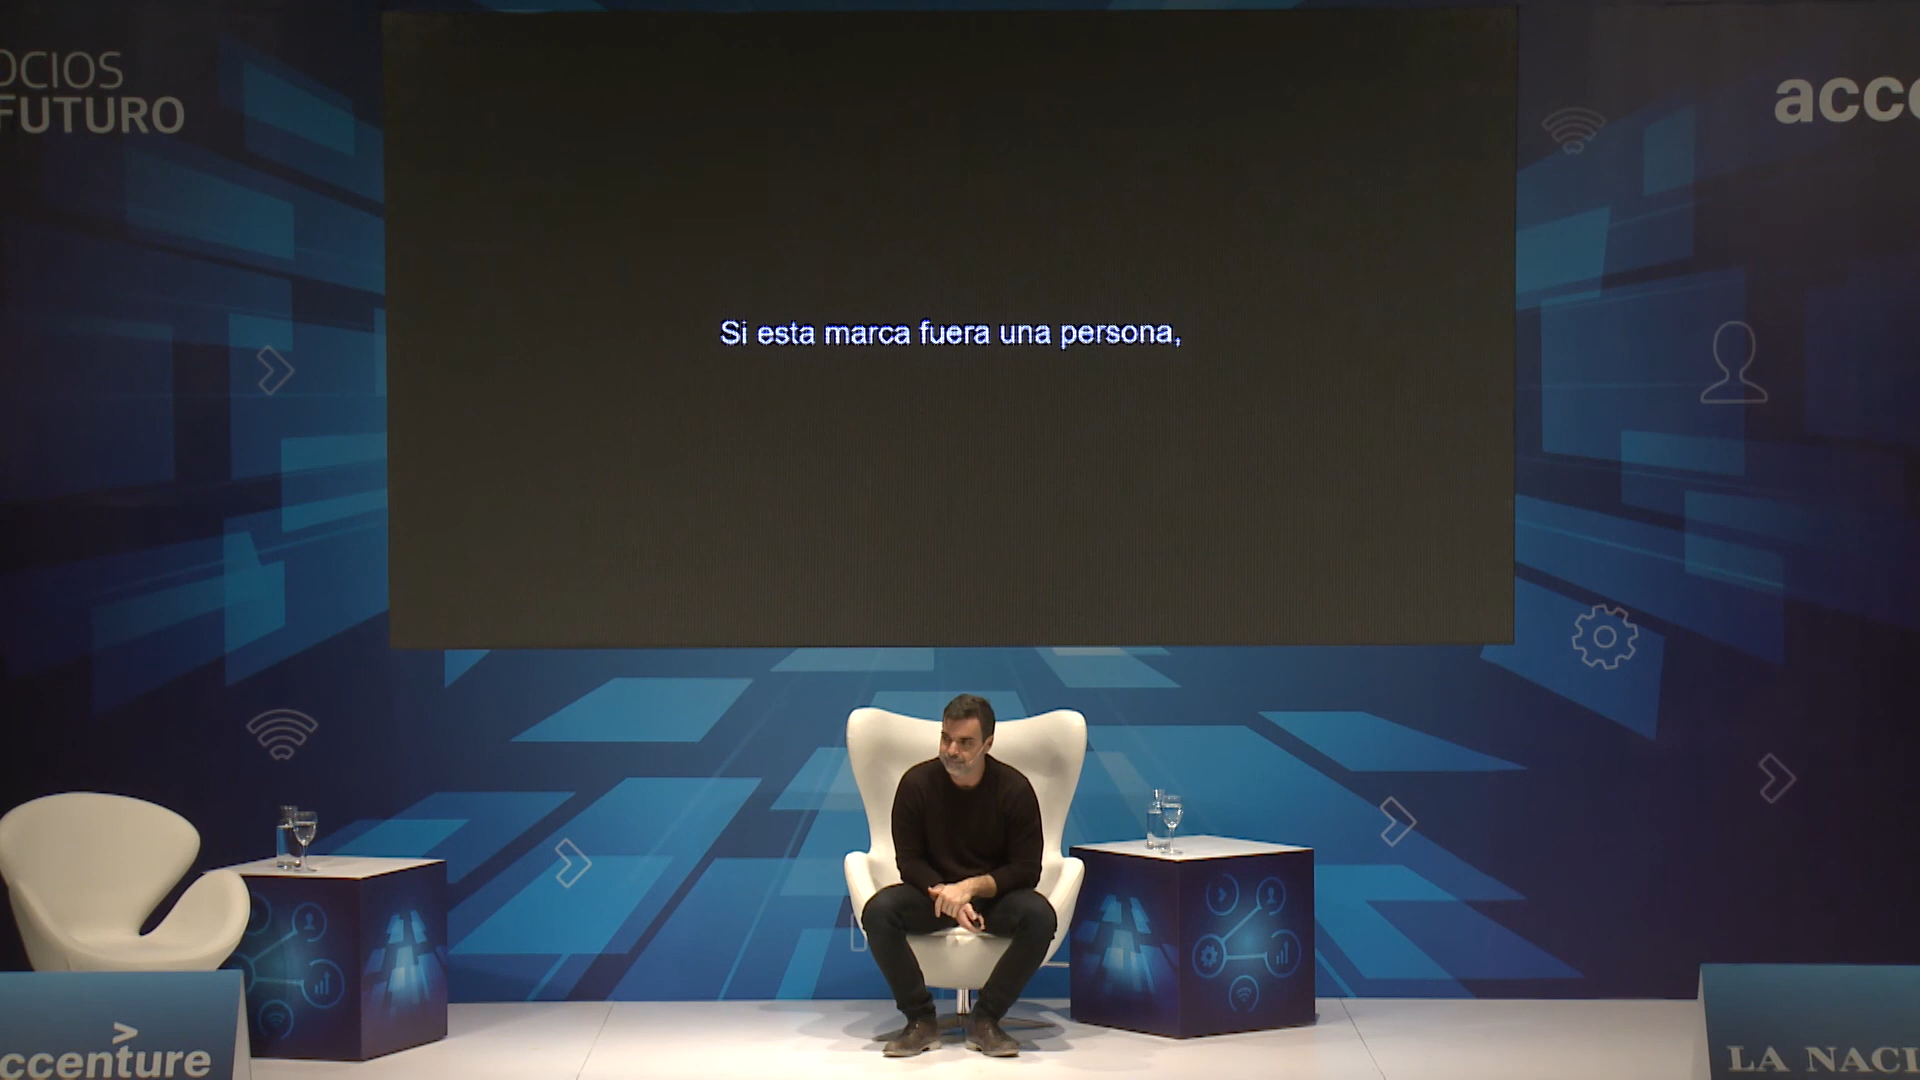 OCIOS
FUTURO
acce
Si esta marca fuera una persona,
ccenture
LA NACI